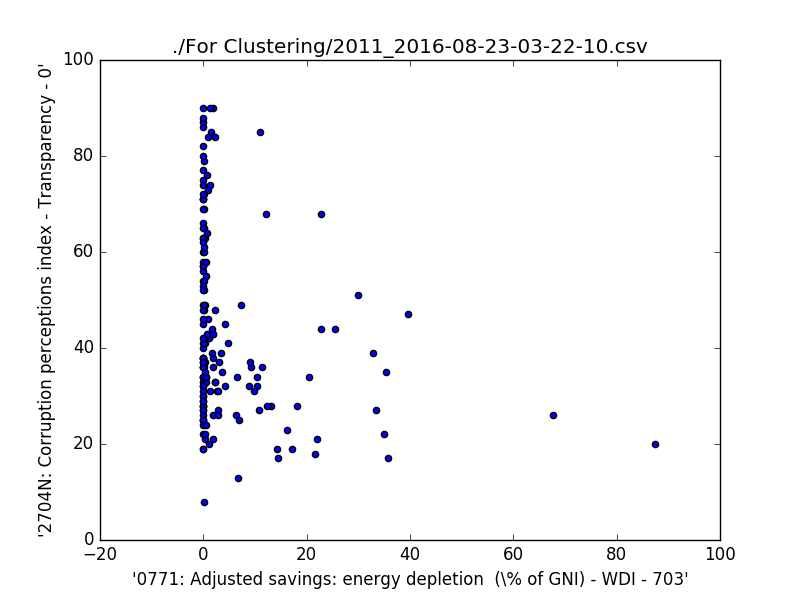 ./For Clustering/2011_2016-08-23-03-22-10.csv
'2704N: Corruption perceptions index - Transparency - 0'
100
80
60
40
20
0
−20 0 20 40 60 80 100
'0771: Adjusted savings: energy depletion  (\% of GNI) - WDI - 703'